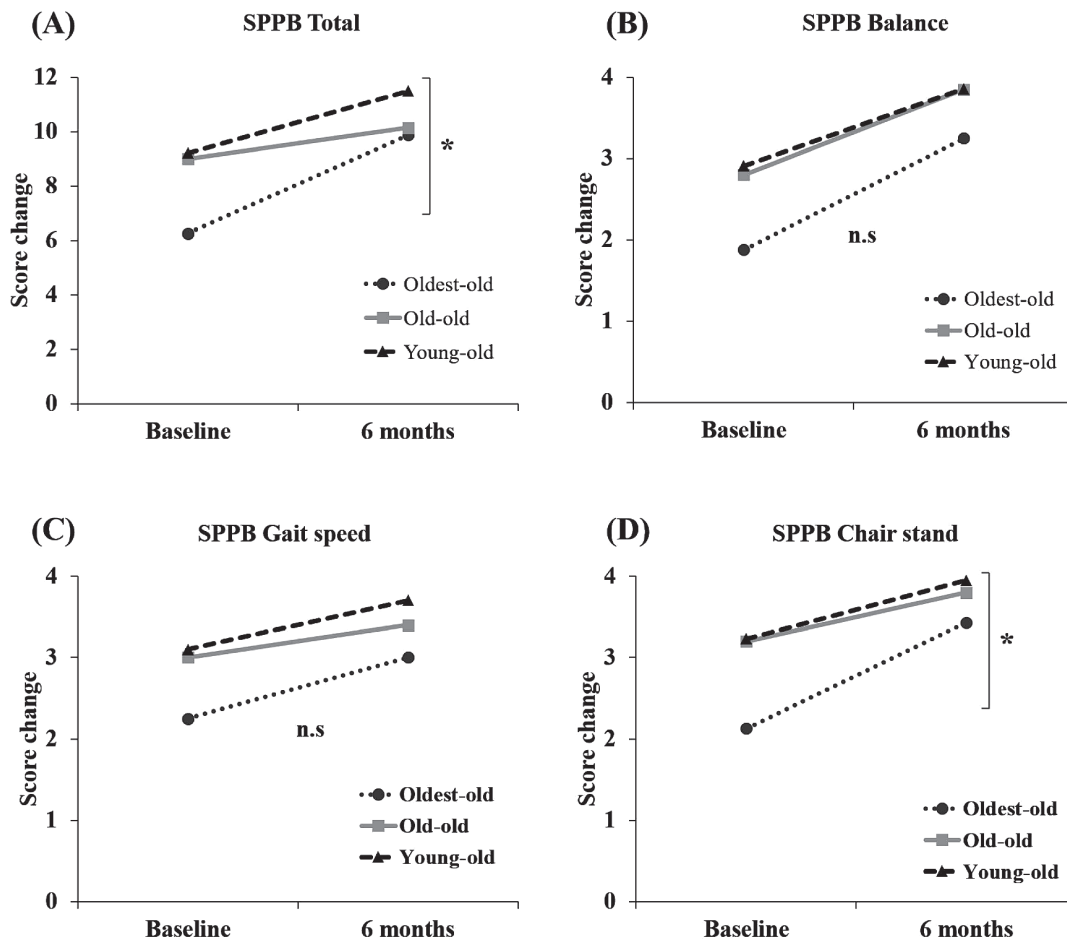 (A)
SPPB Total
Score change
12
10
8
6
4
2
0
*
Oldest-old
Old-old
Young-old
Baseline
6 months
(B)
SPPB Balance
Score change
4
3
2
1
0
n.s
Oldest-old
Old-old
Young-old
Baseline
6 months
(C)
SPPB Gait speed
Score change
4
3
2
1
0
n.s
Oldest-old
Old-old
Young-old
Baseline
6 months
(D)
SPPB Chair stand
Score change
4
3
2
1
0
*
Oldest-old
Old-old
Young-old
Baseline
6 months